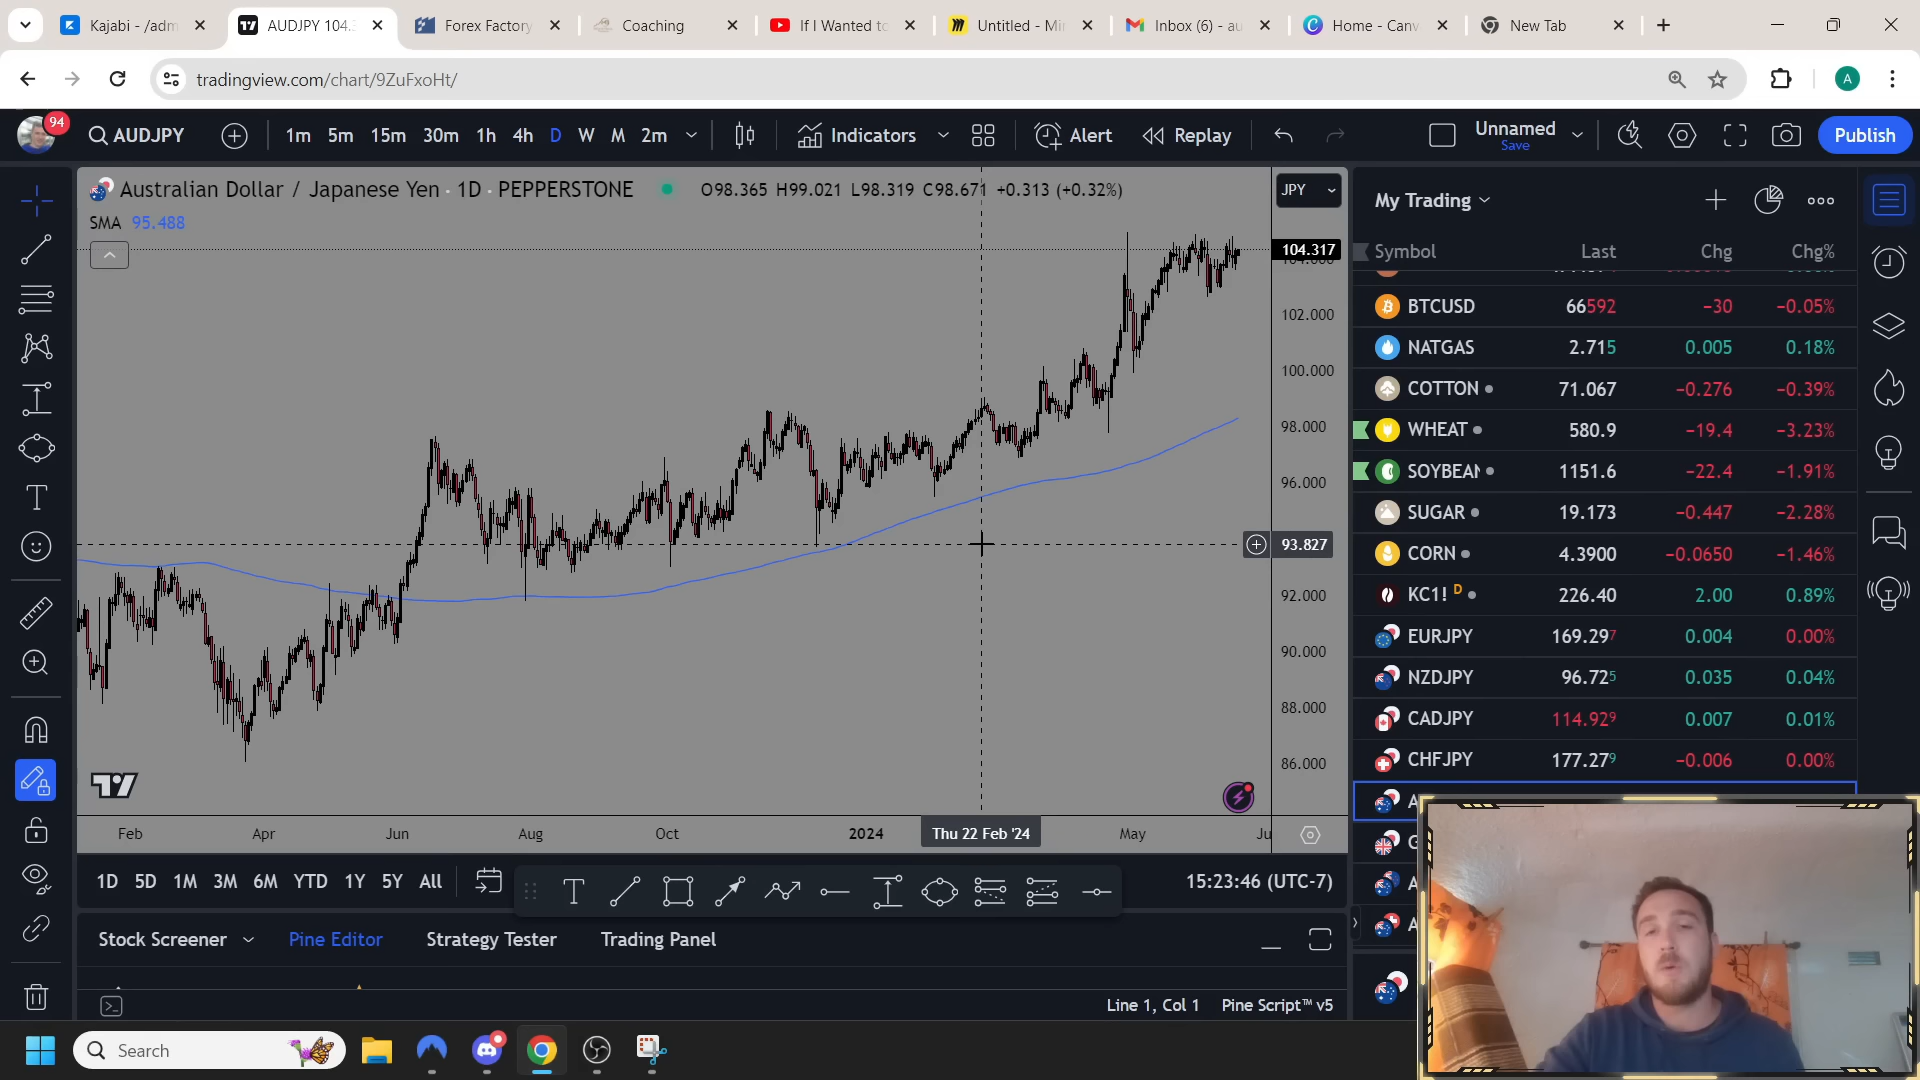 Kajabi - /adm
AUDJPY 104.
Forex Factory
Coaching
If I Wanted to
Untitled - Mi
Inbox (6) - au
Home - Canv
New Tab
tradingview.com/chart/9ZuFxoHt/
A
94
AUDJPY
1m 5m 15m 30m 1h 4h D W M 2m
Indicators
Alert
Replay
Unnamed
Save
Publish
Australian Dollar / Japanese Yen · 1D · PEPPERSTONE
O98.365 H99.021 L98.319 C98.671 +0.313 (+0.32%)
SMA 95.488
JPY
104.317
102.000
100.000
98.000
96.000
93.827
92.000
90.000
88.000
86.000
Feb Apr Jun Aug Oct 2024 Thu 22 Feb '24 May Ju
1D 5D 1M 3M 6M YTD 1Y 5Y All
15:23:46 (UTC-7)
Stock Screener
Pine Editor
Strategy Tester
Trading Panel
Line 1, Col 1
Pine Script™ v5
My Trading
Symbol Last Chg Chg%
BTCUSD 66592 −30 −0.05%
NATGAS 2.715 0.005 0.18%
COTTON 71.067 −0.276 −0.39%
WHEAT 580.9 −19.4 −3.23%
SOYBEAN 1151.6 −22.4 −1.91%
SUGAR 19.173 −0.447 −2.28%
CORN 4.3900 −0.0650 −1.46%
KC1! D 226.40 2.00 0.89%
EURJPY 169.297 0.004 0.00%
NZDJPY 96.725 0.035 0.04%
CADJPY 114.929 0.007 0.01%
CHFJPY 177.279 −0.006 0.00%
Search